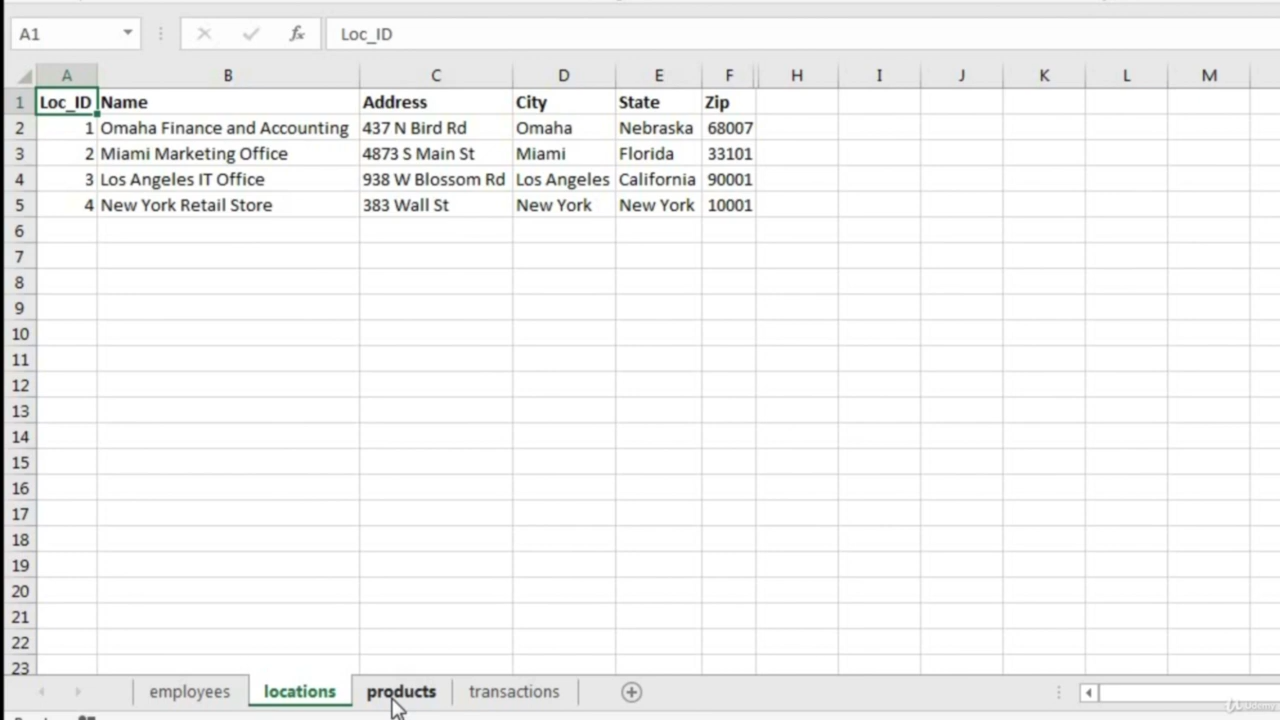 A1 fx Loc_ID
A B C D E F H I J K L M
1 Loc_ID Name Address City State Zip
2 1 Omaha Finance and Accounting 437 N Bird Rd Omaha Nebraska 68007
3 2 Miami Marketing Office 4873 S Main St Miami Florida 33101
4 3 Los Angeles IT Office 938 W Blossom Rd Los Angeles California 90001
5 4 New York Retail Store 383 Wall St New York New York 10001
6
7
8
9
10
11
12
13
14
15
16
17
18
19
20
21
22
23
employees locations products transactions
Udemy